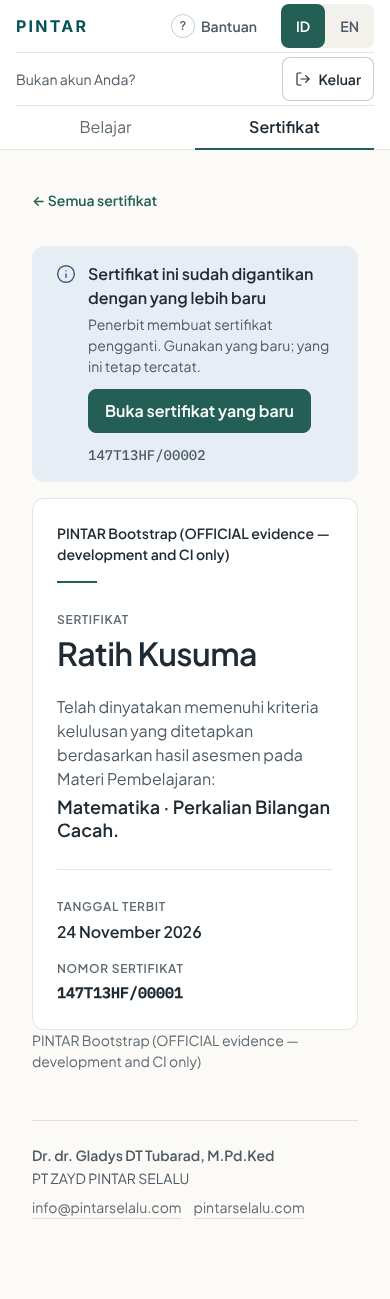 PINTAR
? Bantuan
ID EN
Bukan akun Anda?
Keluar
Belajar
Sertifikat
← Semua sertifikat
Sertifikat ini sudah digantikan
dengan yang lebih baru
Penerbit membuat sertifikat
pengganti. Gunakan yang baru; yang
ini tetap tercatat.
Buka sertifikat yang baru
147T13HF/00002
PINTAR Bootstrap (OFFICIAL evidence —
development and CI only)
SERTIFIKAT
Ratih Kusuma
Telah dinyatakan memenuhi kriteria
kelulusan yang ditetapkan
berdasarkan hasil asesmen pada
Materi Pembelajaran:
Matematika · Perkalian Bilangan
Cacah.
TANGGAL TERBIT
24 November 2026
NOMOR SERTIFIKAT
147T13HF/00001
PINTAR Bootstrap (OFFICIAL evidence —
development and CI only)
Dr. dr. Gladys DT Tubarad, M.Pd.Ked
PT ZAYD PINTAR SELALU
info@pintarselalu.com pintarselalu.com